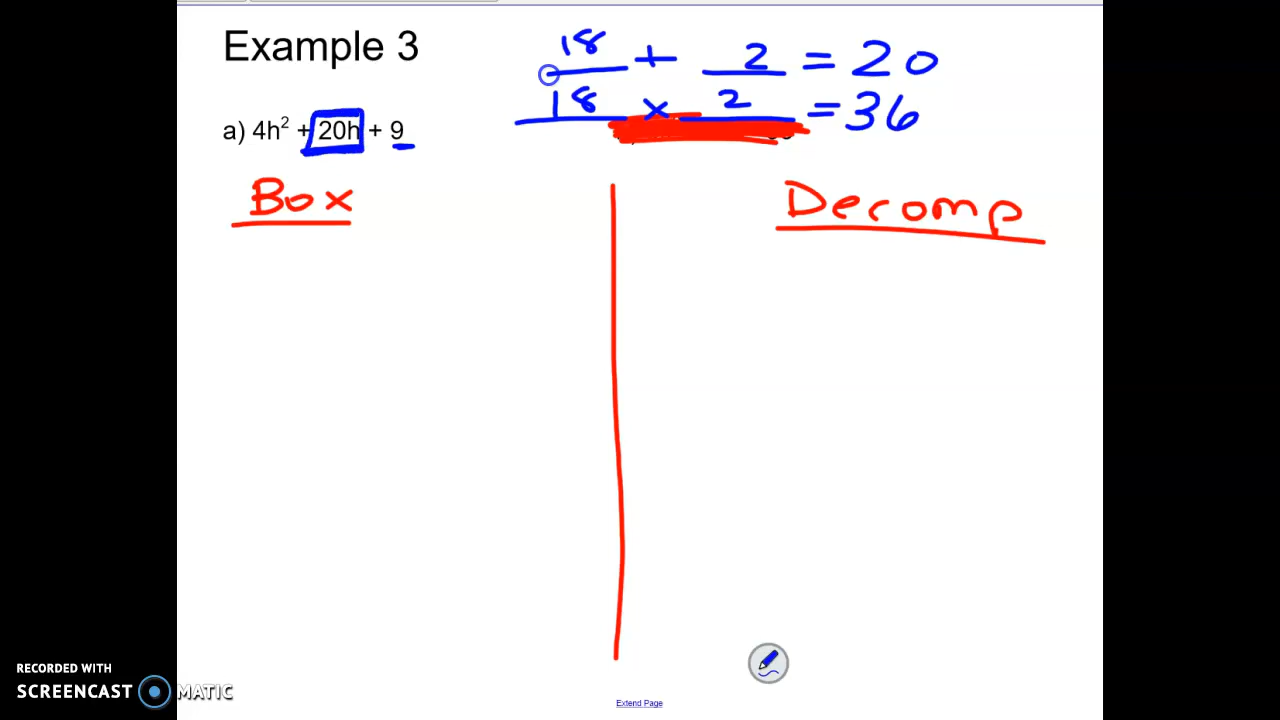 Example 3
18 + 2 = 20
18 x 2 = 36
a) 4h² + 20h + 9
Box
Decomp
Extend Page
RECORDED WITH
SCREENCAST MATIC